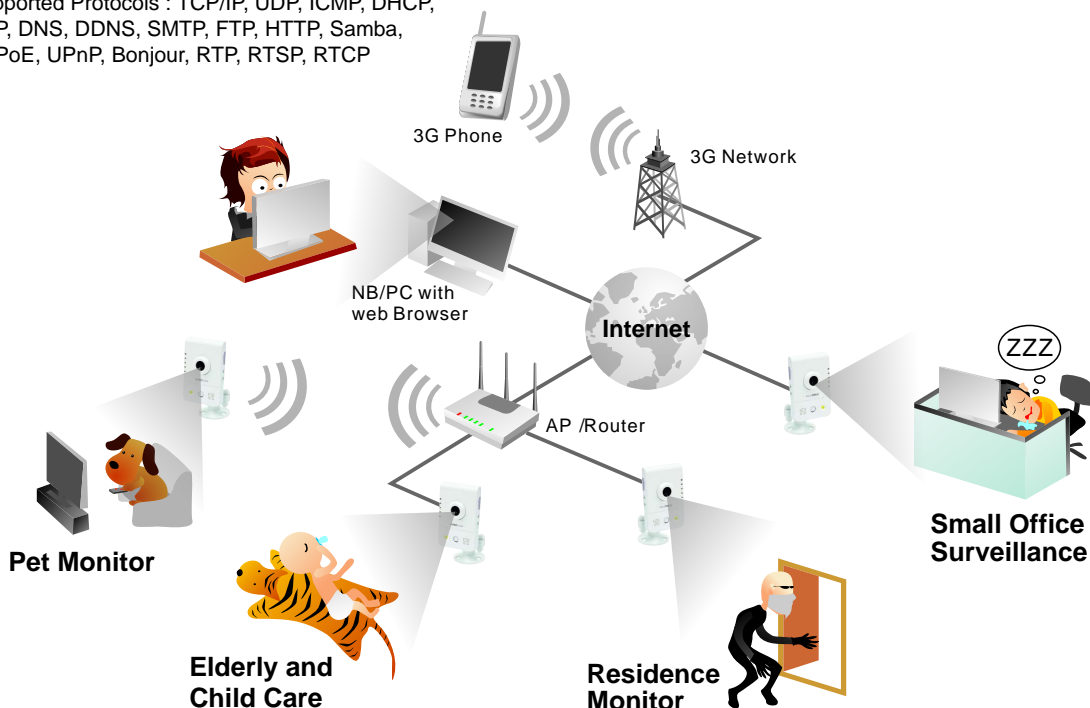 pported Protocols : TCP/IP, UDP, ICMP, DHCP,
P, DNS, DDNS, SMTP, FTP, HTTP, Samba,
PoE, UPnP, Bonjour, RTP, RTSP, RTCP
3G Phone
3G Network
NB/PC with
web Browser
Internet
ZZZ
AP /Router
Small Office
Surveillance
Pet Monitor
Elderly and
Child Care
Residence
Monitor